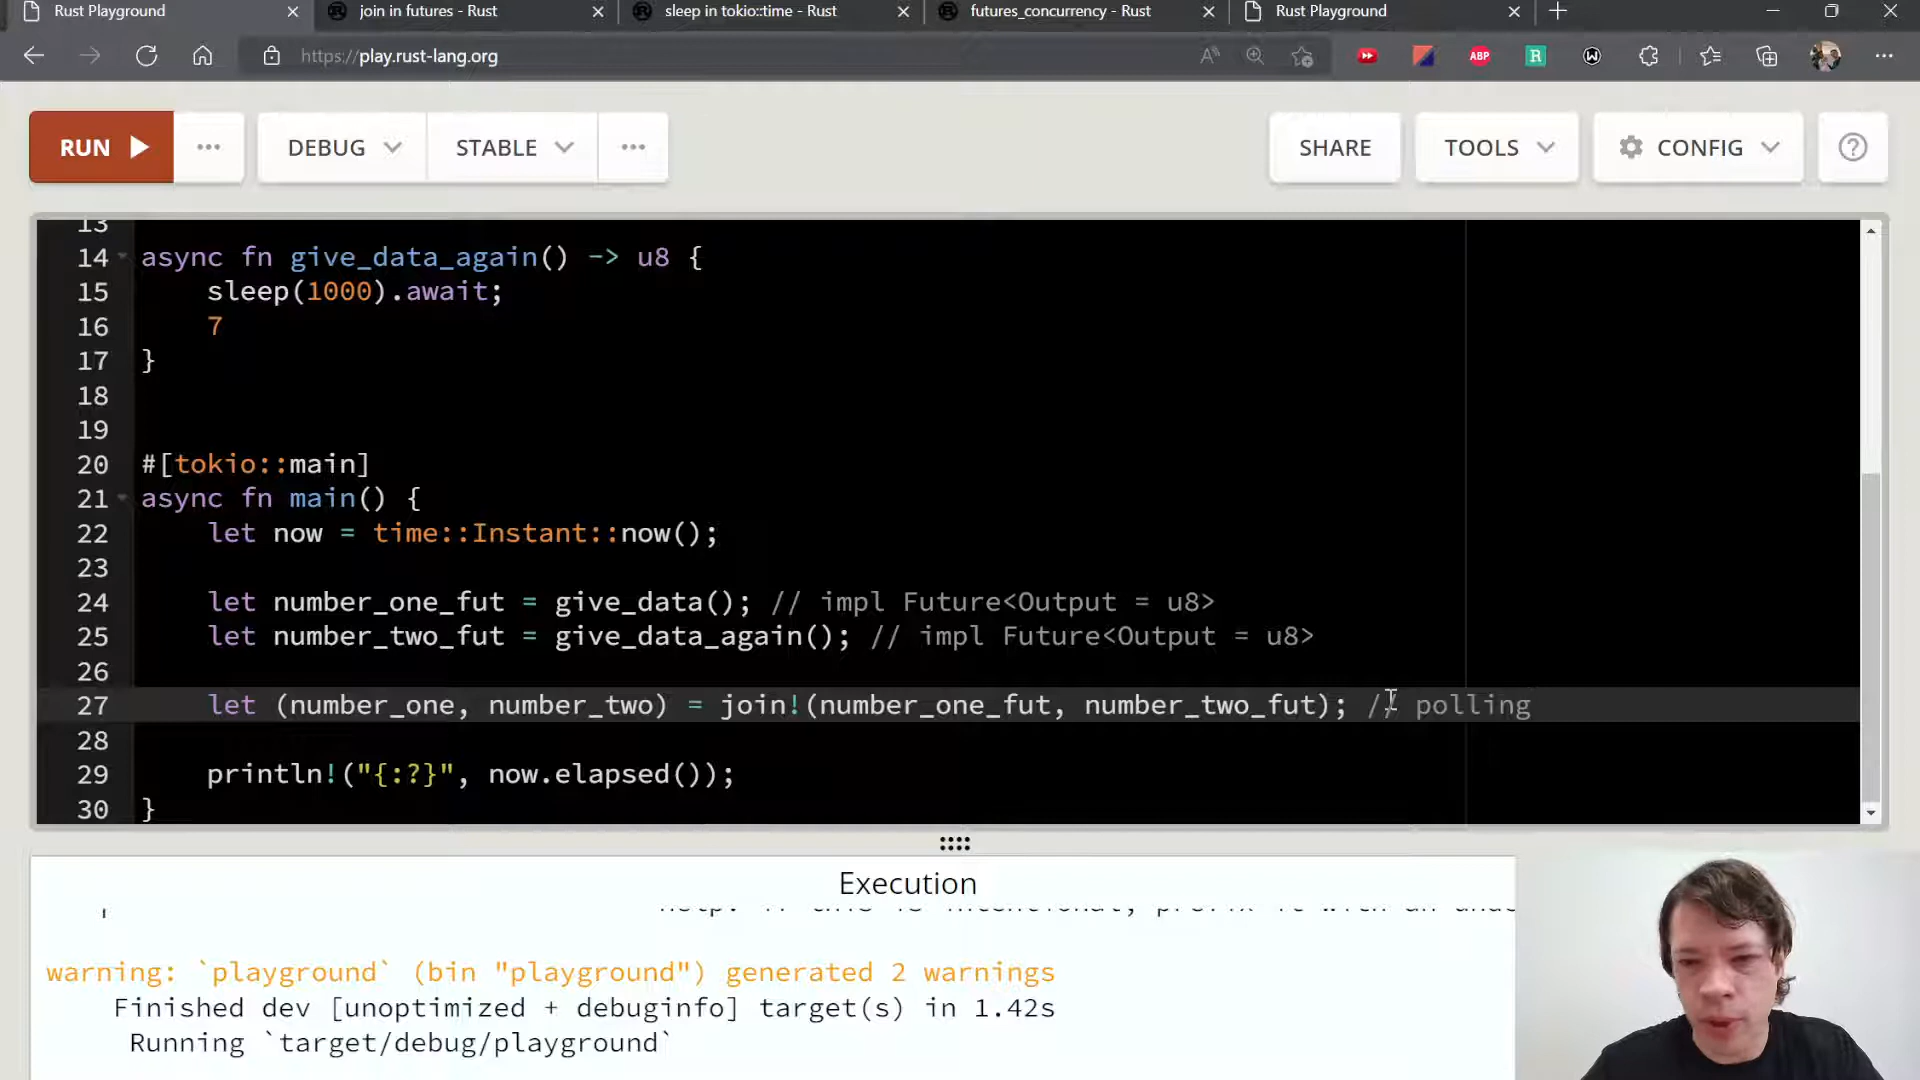 Rust Playground
join in futures - Rust
sleep in tokio::time - Rust
futures_concurrency - Rust
Rust Playground
https://play.rust-lang.org
ABP
R
W
RUN
DEBUG
STABLE
SHARE
TOOLS
CONFIG
?
13
14 async fn give_data_again() -> u8 {
15 sleep(1000).await;
16 7
17 }
18
19
20 #[tokio::main]
21 async fn main() {
22 let now = time::Instant::now();
23
24 let number_one_fut = give_data(); // impl Future<Output = u8>
25 let number_two_fut = give_data_again(); // impl Future<Output = u8>
26
27 let (number_one, number_two) = join!(number_one_fut, number_two_fut); // polling
28
29 println!("{:?}", now.elapsed());
30 }
Execution
warning: `playground` (bin "playground") generated 2 warnings
Finished dev [unoptimized + debuginfo] target(s) in 1.42s
Running `target/debug/playground`